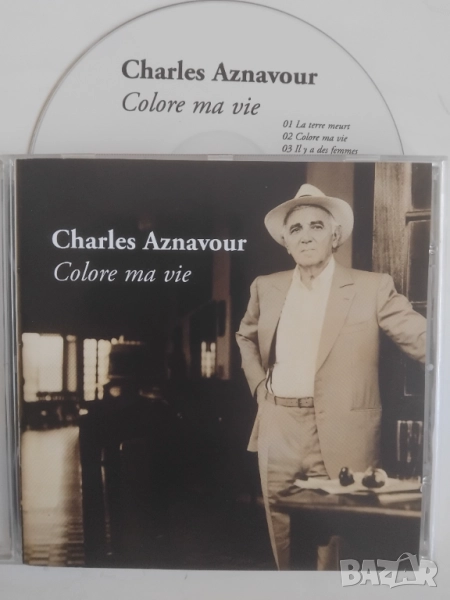 Charles Aznavour
Colore ma vie
01 La terre meurt
02 Colore ma vie
03 Il y a des femmes
Charles Aznavour
Colore ma vie
BAZAR